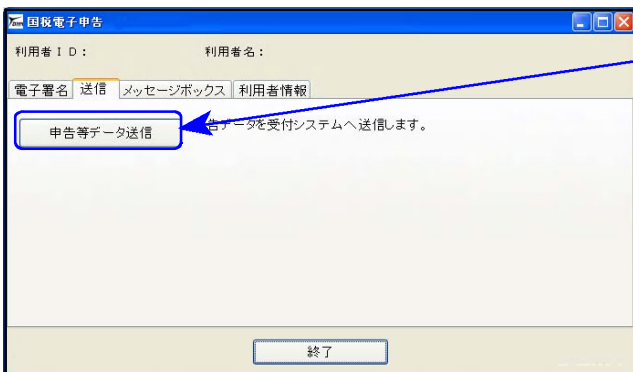 国税電子申告
利用者ID： 利用者名：
電子署名 送信 メッセージボックス 利用者情報
申告等データ送信 告データを受付システムへ送信します。
終了